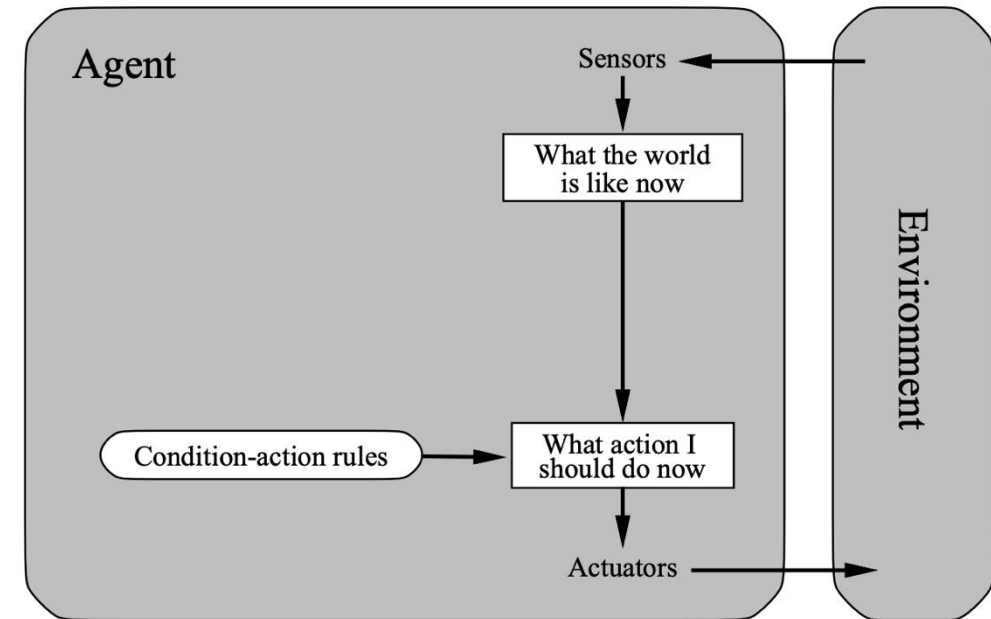 Agent
Sensors
What the world
is like now
Environment
Condition-action rules
What action I
should do now
Actuators